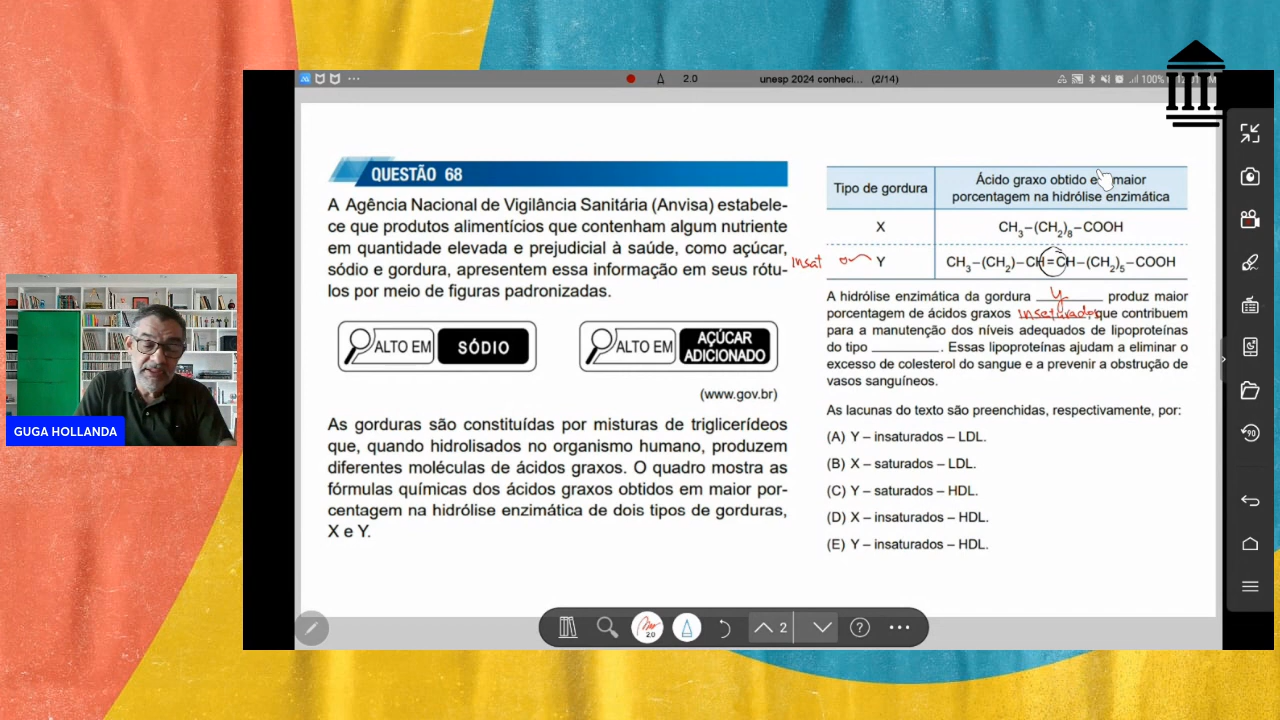 2.0 unesp 2024 conheci... (2/14) 100%
QUESTÃO 68
A Agência Nacional de Vigilância Sanitária (Anvisa) estabele-
ce que produtos alimentícios que contenham algum nutriente
em quantidade elevada e prejudicial à saúde, como açúcar,
sódio e gordura, apresentem essa informação em seus rótu-
los por meio de figuras padronizadas.
ALTO EM SÓDIO
ALTO EM AÇÚCAR ADICIONADO
(www.gov.br)
As gorduras são constituídas por misturas de triglicerídeos
que, quando hidrolisados no organismo humano, produzem
diferentes moléculas de ácidos graxos. O quadro mostra as
fórmulas químicas dos ácidos graxos obtidos em maior por-
centagem na hidrólise enzimática de dois tipos de gorduras,
X e Y.
Tipo de gordura
Ácido graxo obtido em maior
porcentagem na hidrólise enzimática
X CH3–(CH2)8–COOH
Insat Y CH3–(CH2)–CH=CH–(CH2)5–COOH
A hidrólise enzimática da gordura y produz maior
porcentagem de ácidos graxos insaturados que contribuem
para a manutenção dos níveis adequados de lipoproteínas
do tipo ________. Essas lipoproteínas ajudam a eliminar o
excesso de colesterol do sangue e a prevenir a obstrução de
vasos sanguíneos.
As lacunas do texto são preenchidas, respectivamente, por:
(A) Y – insaturados – LDL.
(B) X – saturados – LDL.
(C) Y – saturados – HDL.
(D) X – insaturados – HDL.
(E) Y – insaturados – HDL.
GUGA HOLLANDA
2.0
2
?
90